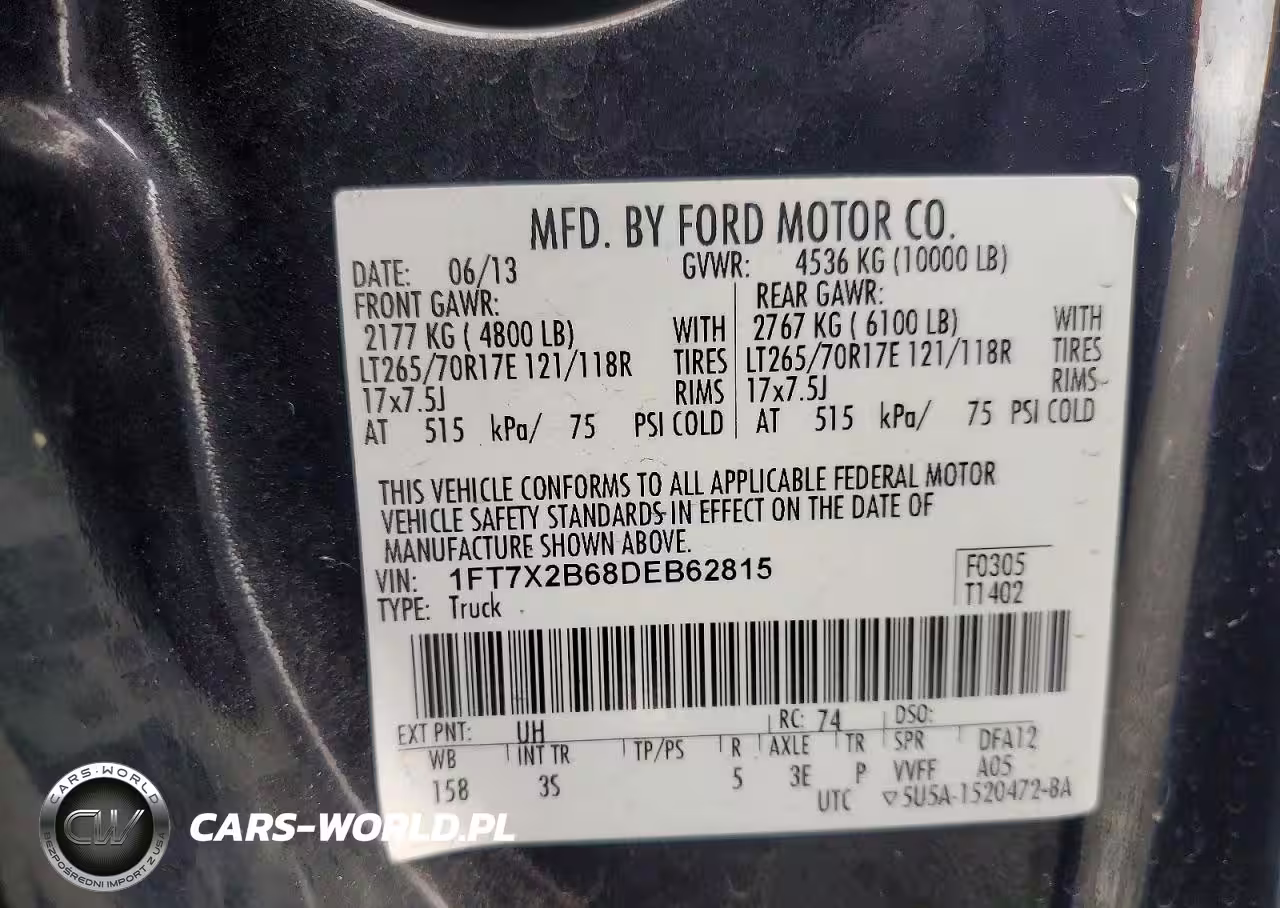 MFD. BY FORD MOTOR CO.
DATE: 06/13 GVWR: 4536 KG (10000 LB)
FRONT GAWR: REAR GAWR:
2177 KG ( 4800 LB) WITH 2767 KG ( 6100 LB) WITH
LT265/70R17E 121/118R TIRES LT265/70R17E 121/118R TIRES
17x7.5J RIMS 17x7.5J RIMS
AT 515 kPa/ 75 PSI COLD AT 515 kPa/ 75 PSI COLD
THIS VEHICLE CONFORMS TO ALL APPLICABLE FEDERAL MOTOR
VEHICLE SAFETY STANDARDS IN EFFECT ON THE DATE OF
MANUFACTURE SHOWN ABOVE.
VIN: 1FT7X2B68DEB62815 F0305
TYPE: Truck T1402
EXT PNT: UH RC: 74 DSO:
WB INT TR TP/PS R AXLE TR SPR DFA12
158 3S 5 3E P VVFF A05
UTC ▽5U5A-1520472-BA
CARS-WORLD
CW
BEZPOŚREDNI IMPORT Z USA
CARS-WORLD.PL